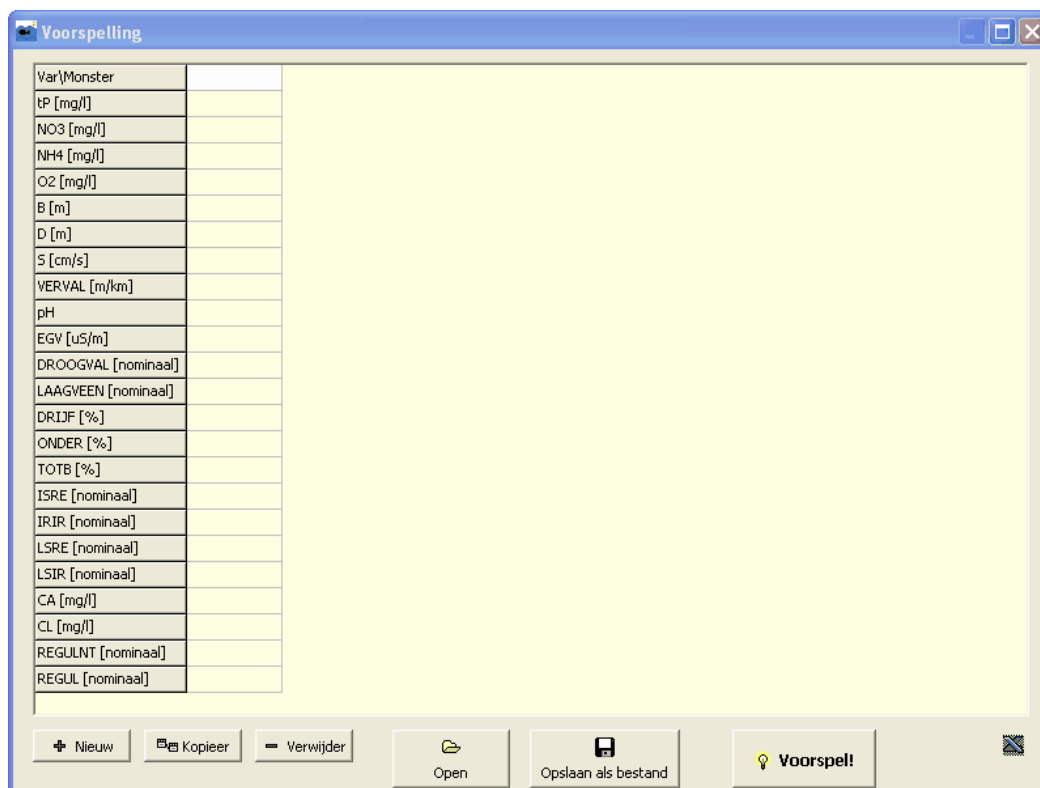 Voorspelling
Var\Monster
tP [mg/l]
NO3 [mg/l]
NH4 [mg/l]
O2 [mg/l]
B [m]
D [m]
S [cm/s]
VERVAL [m/km]
pH
EGV [uS/m]
DROOGVAL [nominaal]
LAAGVEEN [nominaal]
DRIJF [%]
ONDER [%]
TOTB [%]
ISRE [nominaal]
IRIR [nominaal]
LSRE [nominaal]
LSIR [nominaal]
CA [mg/l]
CL [mg/l]
REGULNT [nominaal]
REGUL [nominaal]
Nieuw
Kopieer
Verwijder
Open
Opslaan als bestand
Voorspel!